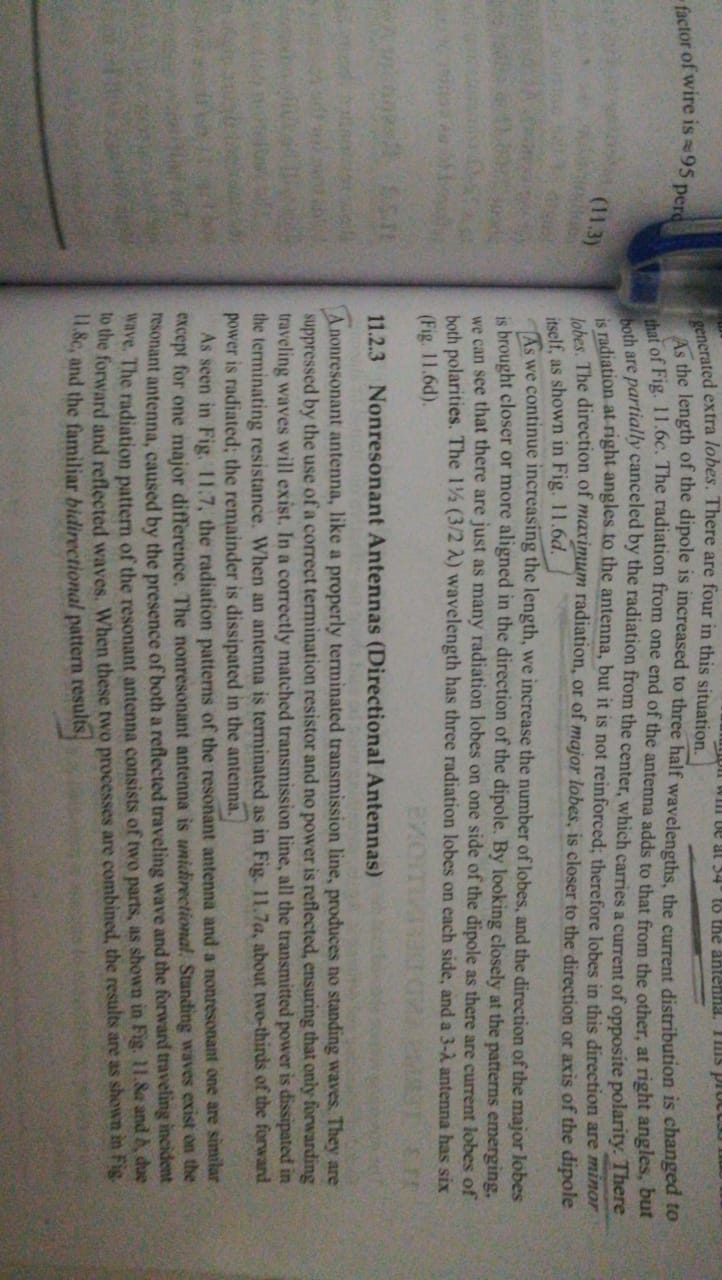 factor of wire is ≈ 95 perc
(11.3)
to the antenna. This
generated extra lobes. There are four in this situation.
As the length of the dipole is increased to three half wavelengths, the current distribution is changed to
that of Fig. 11.6c. The radiation from one end of the antenna adds to that from the other, at right angles, but
both are partially canceled by the radiation from the center, which carries a current of opposite polarity. There
is radiation at right angles to the antenna, but it is not reinforced; therefore lobes in this direction are minor
lobes. The direction of maximum radiation, or of major lobes, is closer to the direction or axis of the dipole
itself, as shown in Fig. 11.6d.
As we continue increasing the length, we increase the number of lobes, and the direction of the major lobes
is brought closer or more aligned in the direction of the dipole. By looking closely at the patterns emerging,
we can see that there are just as many radiation lobes on one side of the dipole as there are current lobes of
both polarities. The 1½ (3/2 λ) wavelength has three radiation lobes on each side, and a 3-λ antenna has six
(Fig. 11.6d).
11.2.3 Nonresonant Antennas (Directional Antennas)
A nonresonant antenna, like a properly terminated transmission line, produces no standing waves. They are
suppressed by the use of a correct termination resistor and no power is reflected, ensuring that only forwarding
traveling waves will exist. In a correctly matched transmission line, all the transmitted power is dissipated in
the terminating resistance. When an antenna is terminated as in Fig. 11.7a, about two-thirds of the forward
power is radiated; the remainder is dissipated in the antenna.
As seen in Fig. 11.7, the radiation patterns of the resonant antenna and a nonresonant one are similar
except for one major difference. The nonresonant antenna is unidirectional. Standing waves exist on the
resonant antenna, caused by the presence of both a reflected traveling wave and the forward traveling incident
wave. The radiation pattern of the resonant antenna consists of two parts, as shown in Fig. 11.8a and b, due
to the forward and reflected waves. When these two processes are combined, the results are as shown in Fig.
11.8c, and the familiar bidirectional pattern results.